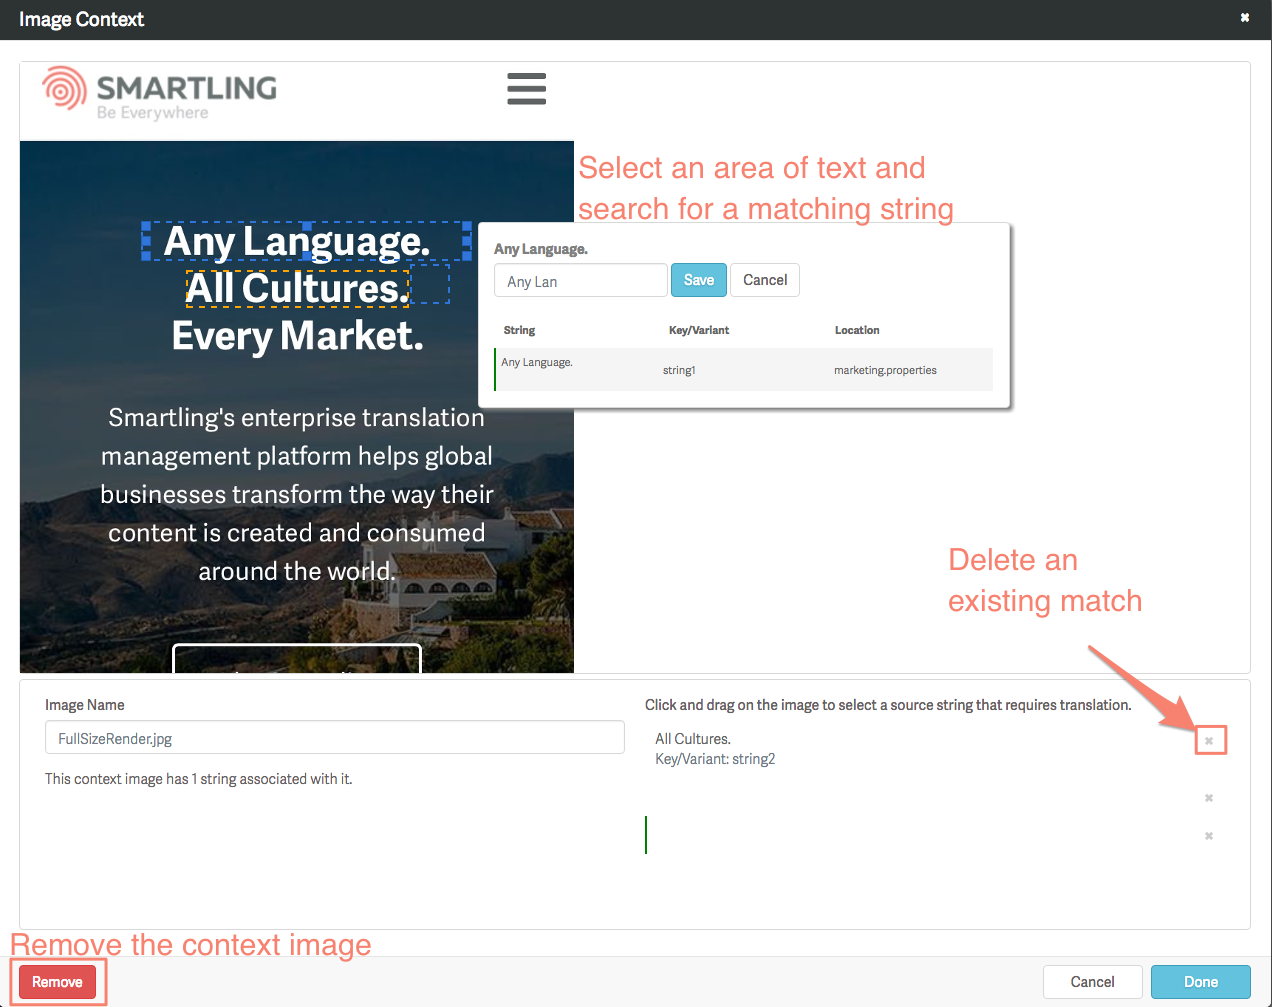 Image Context
SMARTLING
Be Everywhere
Select an area of text and
search for a matching string
Any Language.
All Cultures.
Every Market.
Any Language.
Any Lan
Save
Cancel
String
Key/Variant
Location
Any Language.
string1
marketing.properties
Smartling's enterprise translation
management platform helps global
businesses transform the way their
content is created and consumed
around the world.
Delete an
existing match
Image Name
FullSizeRender.jpg
This context image has 1 string associated with it.
Click and drag on the image to select a source string that requires translation.
All Cultures.
Key/Variant: string2
Remove the context image
Remove
Cancel
Done